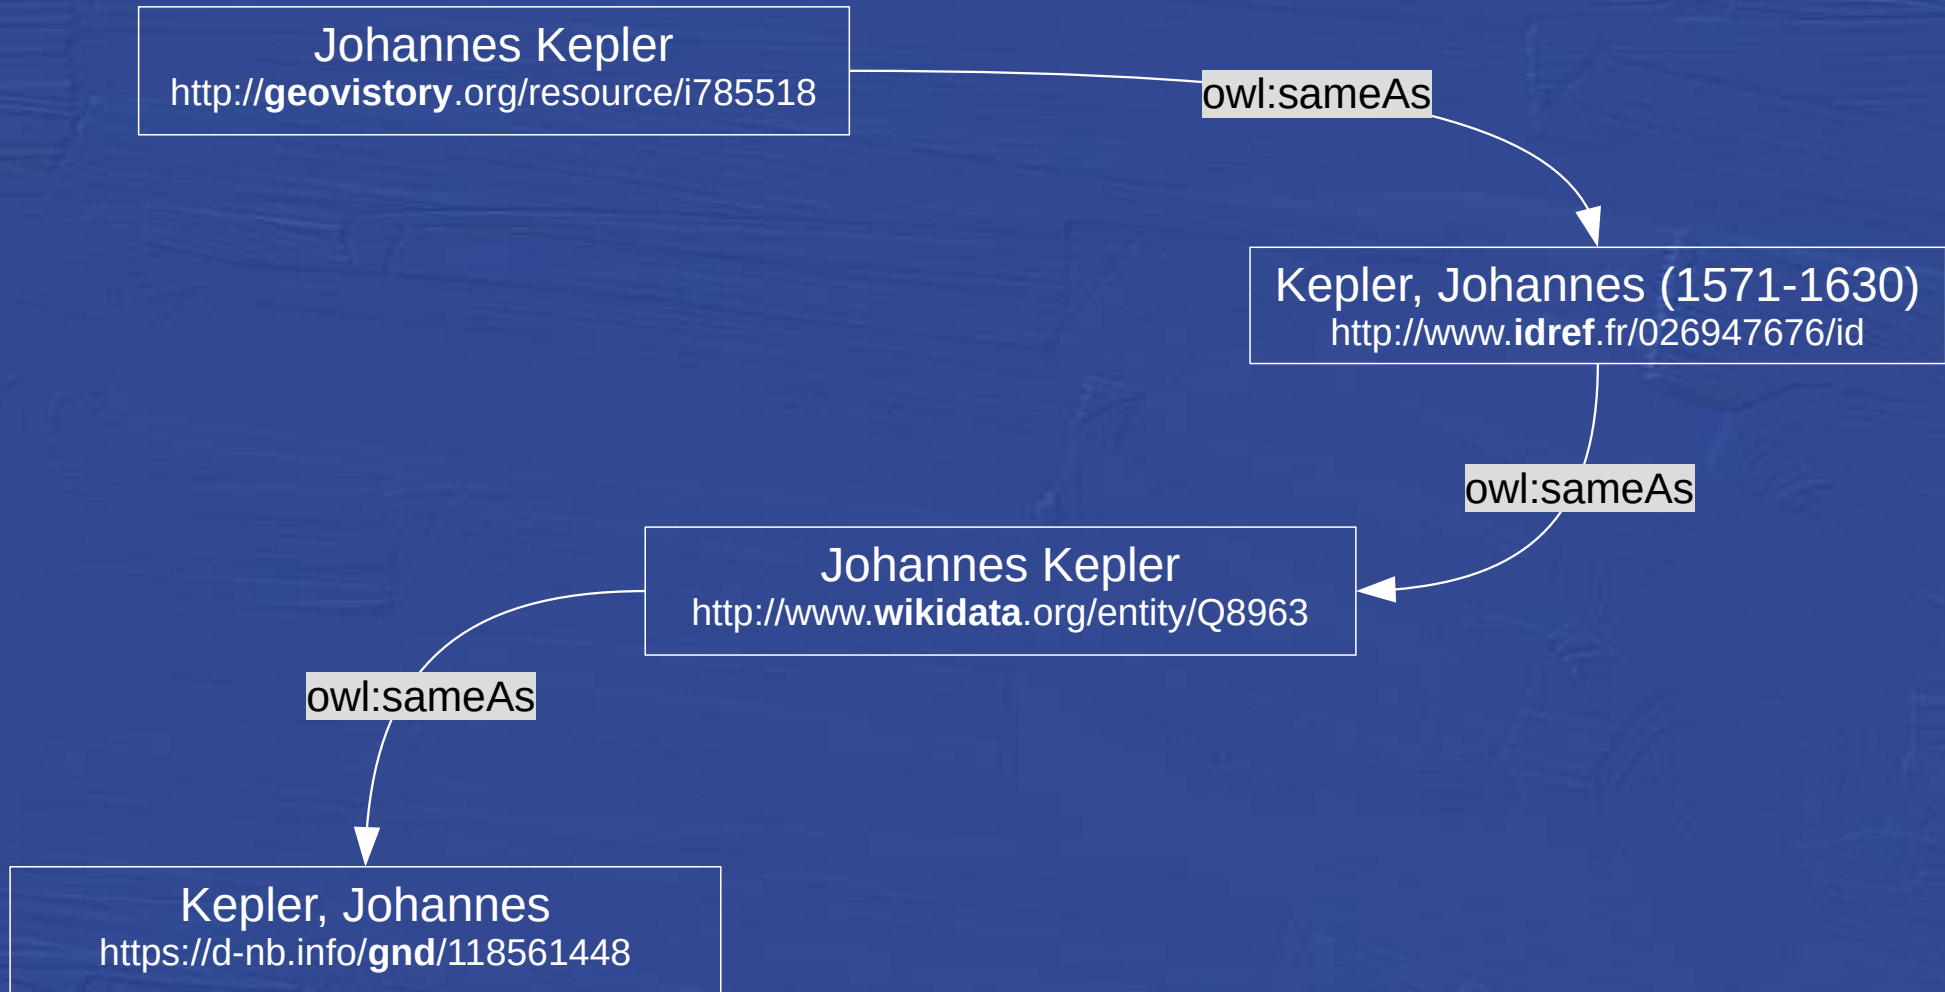 Johannes Kepler
http://geovistory.org/resource/i785518
owl:sameAs
Kepler, Johannes (1571-1630)
http://www.idref.fr/026947676/id
owl:sameAs
Johannes Kepler
http://www.wikidata.org/entity/Q8963
owl:sameAs
Kepler, Johannes
https://d-nb.info/gnd/118561448